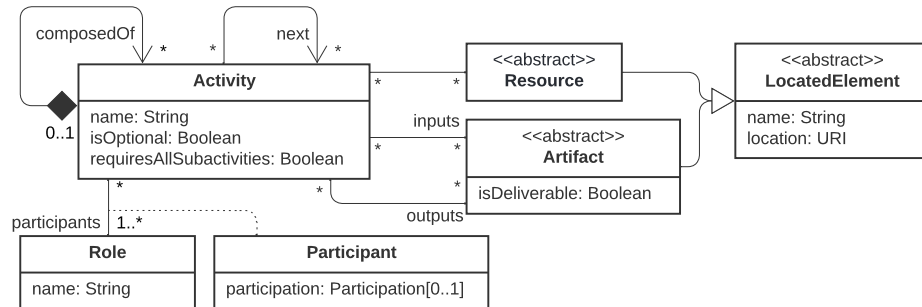 composedOf
*
*
next
*
0..1
Activity
name: String
isOptional: Boolean
requiresAllSubactivities: Boolean
*
*
<<abstract>>
Resource
<<abstract>>
LocatedElement
name: String
location: URI
inputs
*
*
<<abstract>>
Artifact
isDeliverable: Boolean
*
*
outputs
*
participants
1..*
Role
name: String
Participant
participation: Participation[0..1]